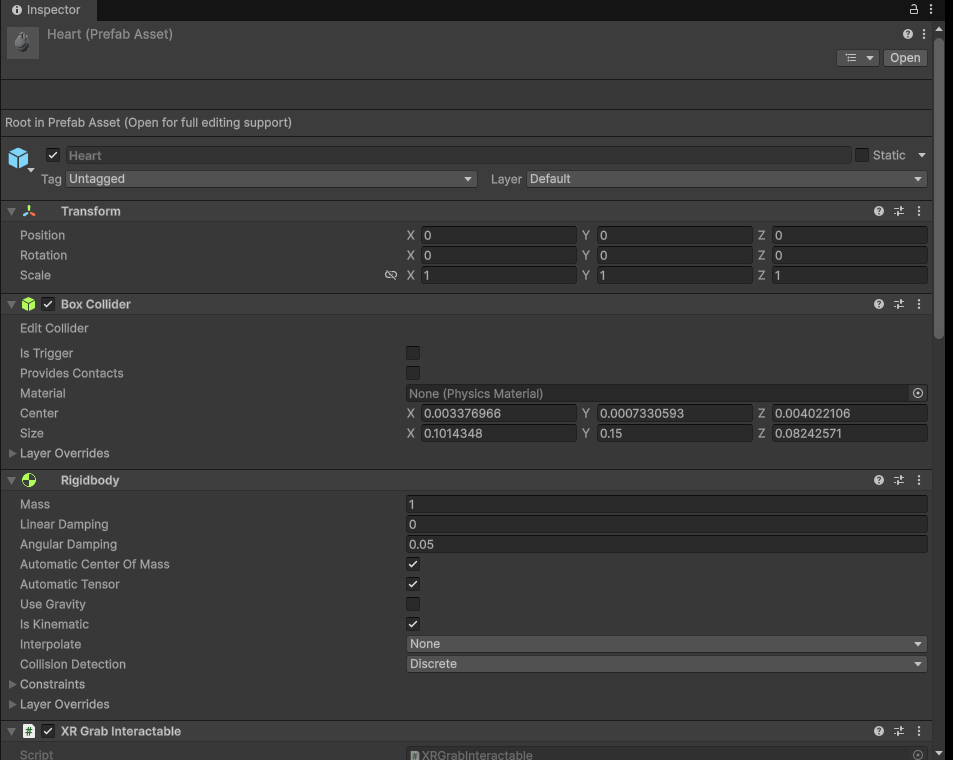 Inspector
Heart (Prefab Asset)
Open
Root in Prefab Asset (Open for full editing support)
Heart Static
Tag Untagged Layer Default
Transform
Position X 0 Y 0 Z 0
Rotation X 0 Y 0 Z 0
Scale X 1 Y 1 Z 1
Box Collider
Edit Collider
Is Trigger
Provides Contacts
Material None (Physics Material)
Center X 0.003376966 Y 0.0007330593 Z 0.004022106
Size X 0.1014348 Y 0.15 Z 0.08242571
Layer Overrides
Rigidbody
Mass 1
Linear Damping 0
Angular Damping 0.05
Automatic Center Of Mass
Automatic Tensor
Use Gravity
Is Kinematic
Interpolate None
Collision Detection Discrete
Constraints
Layer Overrides
# XR Grab Interactable
Script XRGrabInteractable